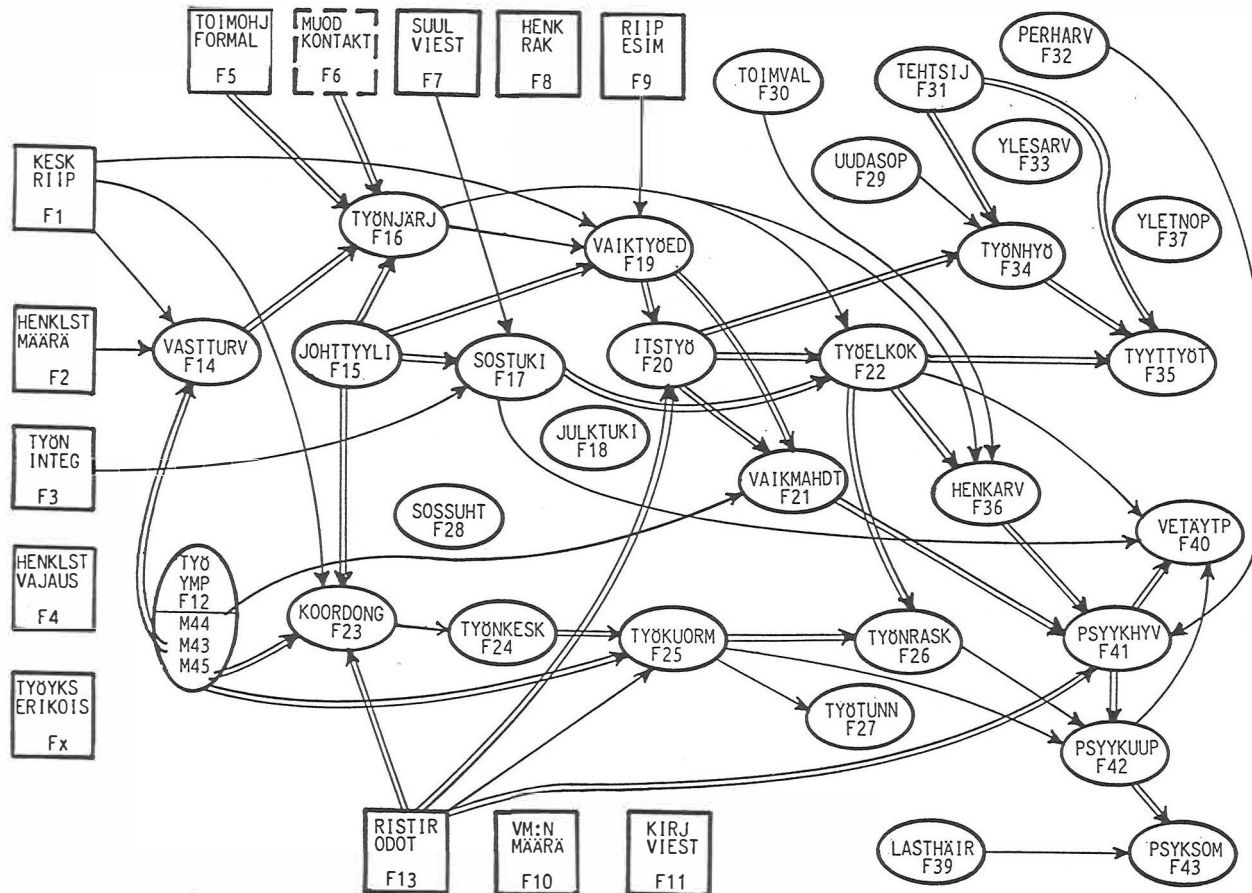 TOIMOHJ
FORMAL
F5
MUOD
KONTAKT
F6
SUUL
VIEST
F7
HENK
RAK
F8
RIIP
ESIM
F9
TOIMVAL
F30
TEHTSIJ
F31
PERHARV
F32
YLESARV
F33
UUDASOP
F29
KESK
RIIP
F1
TYÖNJÄRJ
F16
VAIKTYÖED
F19
TYÖNHYÖ
F34
YLETNOP
F37
HENKLST
MÄÄRÄ
F2
VASTTURV
F14
JOHTTYYLI
F15
SOSTUKI
F17
ITSTYÖ
F20
TYÖELKOK
F22
TYYTTYÖT
F35
TYÖN
INTEG
F3
JULKTUKI
F18
VAIKMAHDT
F21
HENKARV
F36
SOSSUHT
F28
VETÄYTP
F40
HENKLST
VAJAUS
F4
TYÖ
YMP
F12
M44
M43
M45
KOORDONG
F23
TYÖNKESK
F24
TYÖKUORM
F25
TYÖNRASK
F26
PSYYKHYV
F41
TYÖYKS
ERIKOIS
Fx
TYÖTUNN
F27
PSYYKUUP
F42
RISTIR
ODOT
F13
VM:N
MÄÄRÄ
F10
KIRJ
VIEST
F11
LASTHÄIR
F39
PSYKSOM
F43